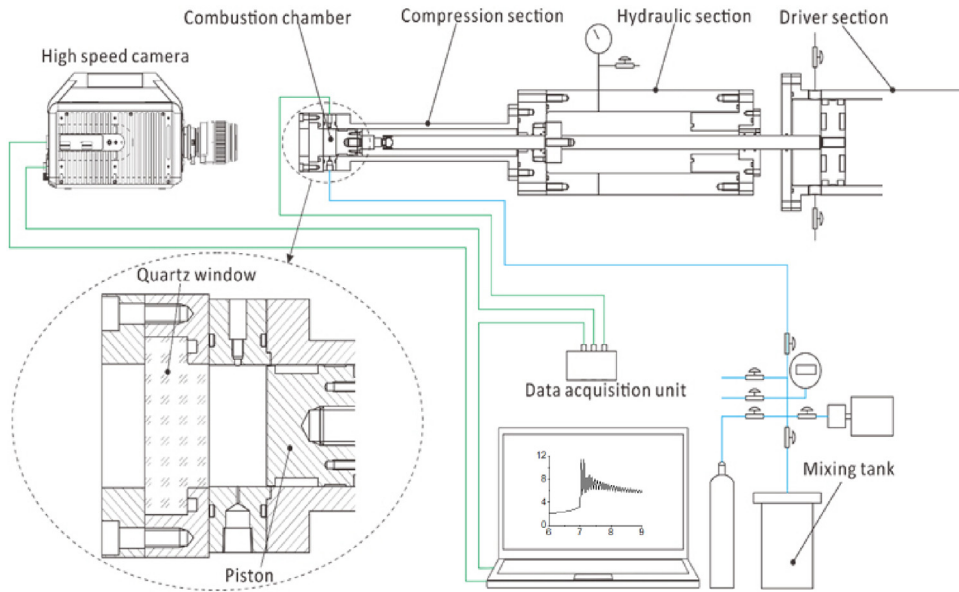 Combustion chamber
Compression section
Hydraulic section
Driver section
High speed camera
Quartz window
Data acquisition unit
12
8
4
0
6
7
8
9
Mixing tank
Piston